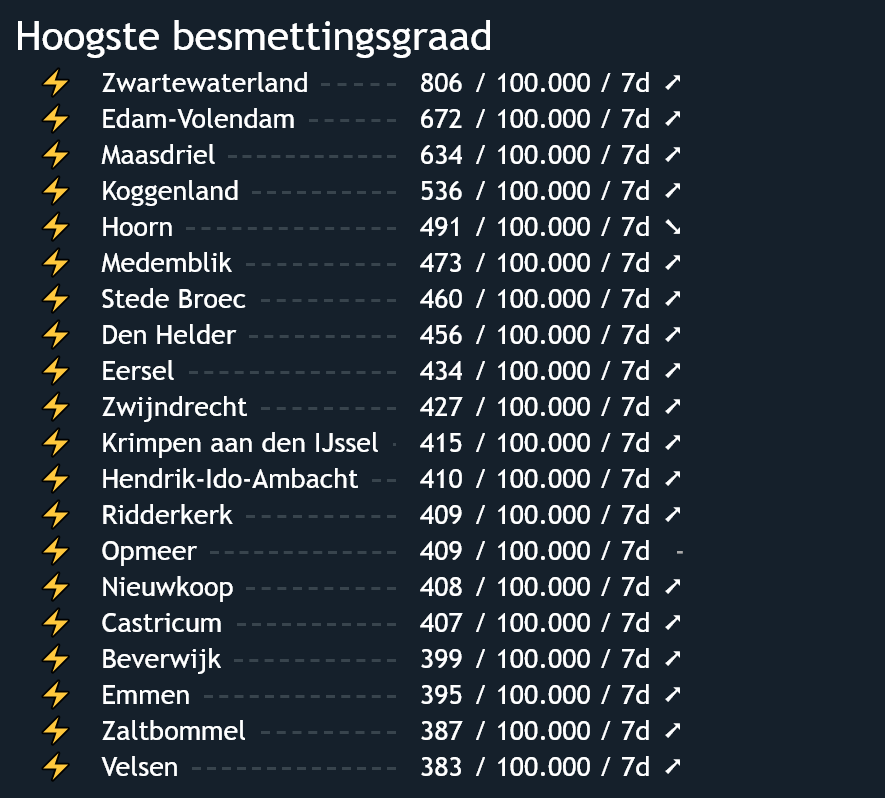 Hoogste besmettingsgraad
⚡ Zwartewaterland ----- 806 / 100.000 / 7d ↗
⚡ Edam-Volendam ------ 672 / 100.000 / 7d ↗
⚡ Maasdriel ------------ 634 / 100.000 / 7d ↗
⚡ Koggenland ---------- 536 / 100.000 / 7d ↗
⚡ Hoorn --------------- 491 / 100.000 / 7d ↘
⚡ Medemblik ---------- 473 / 100.000 / 7d ↗
⚡ Stede Broec --------- 460 / 100.000 / 7d ↗
⚡ Den Helder ---------- 456 / 100.000 / 7d ↗
⚡ Eersel -------------- 434 / 100.000 / 7d ↗
⚡ Zwijndrecht --------- 427 / 100.000 / 7d ↗
⚡ Krimpen aan den IJssel - 415 / 100.000 / 7d ↗
⚡ Hendrik-Ido-Ambacht -- 410 / 100.000 / 7d ↗
⚡ Ridderkerk ---------- 409 / 100.000 / 7d ↗
⚡ Opmeer ------------- 409 / 100.000 / 7d -
⚡ Nieuwkoop ---------- 408 / 100.000 / 7d ↗
⚡ Castricum ----------- 407 / 100.000 / 7d ↗
⚡ Beverwijk ----------- 399 / 100.000 / 7d ↗
⚡ Emmen ------------- 395 / 100.000 / 7d ↗
⚡ Zaltbommel --------- 387 / 100.000 / 7d ↗
⚡ Velsen -------------- 383 / 100.000 / 7d ↗